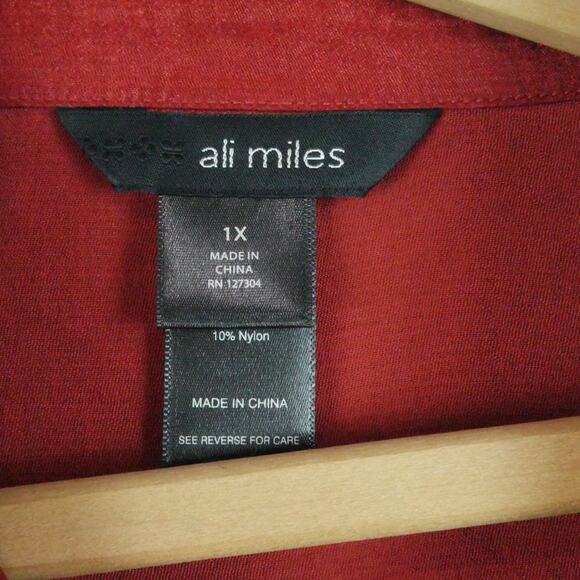 ali miles
1X
MADE IN
CHINA
RN 127304
10% Nylon
MADE IN CHINA
SEE REVERSE FOR CARE